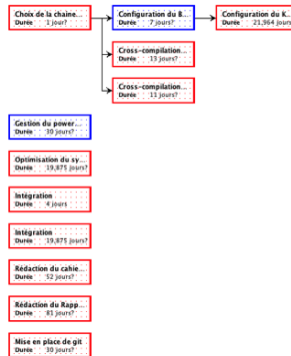 Choix de la chaine...
Durée 1 jour?
Configuration du B...
Durée 7 jours?
Configuration du K...
Durée 21,964 jours
Cross-compilation...
Durée 13 jours?
Cross-compilation...
Durée 11 jours?
Gestion du power...
Durée 30 jours?
Optimisation du sy...
Durée 19,875 jours?
Intégration
Durée 4 jours
Intégration
Durée 19,875 jours?
Rédaction du cahie...
Durée 52 jours?
Rédaction du Rapp...
Durée 81 jours?
Mise en place de git
Durée 30 jours?